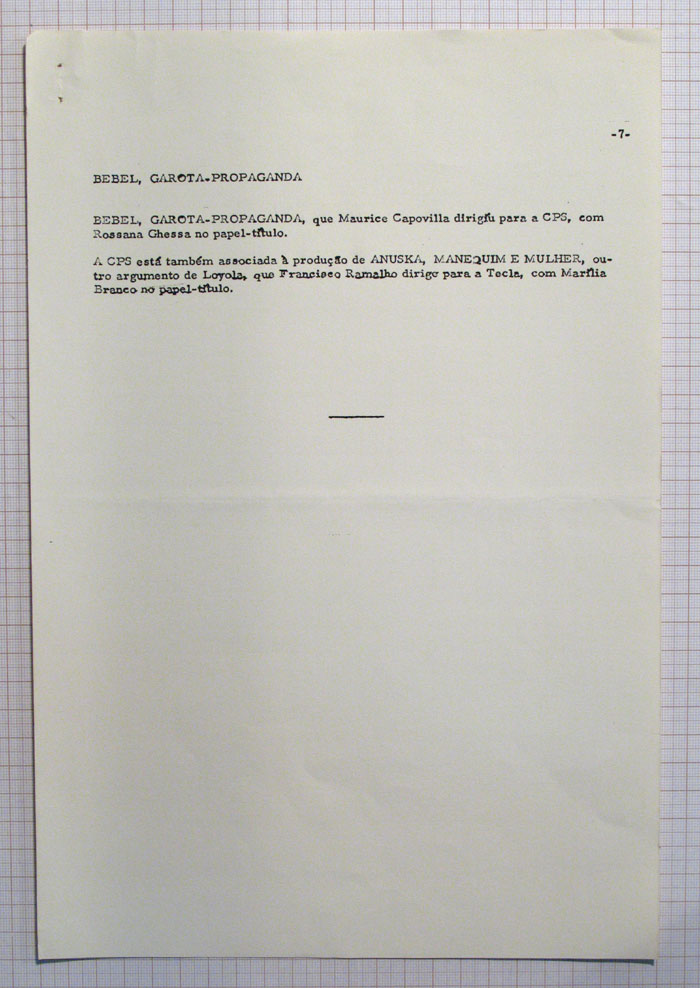 -7-
BEBEL, GAROTA-PROPAGANDA
BEBEL, GAROTA-PROPAGANDA, que Maurice Capovilla dirigiu para a CPS, com
Rossana Ghessa no papel-título.
A CPS está também associada à produção de ANUSKA, MANEQUIM E MULHER, ou-
tro argumento de Loyola, que Francisco Ramalho dirige para a Tecla, com Marília
Branco no papel-título.